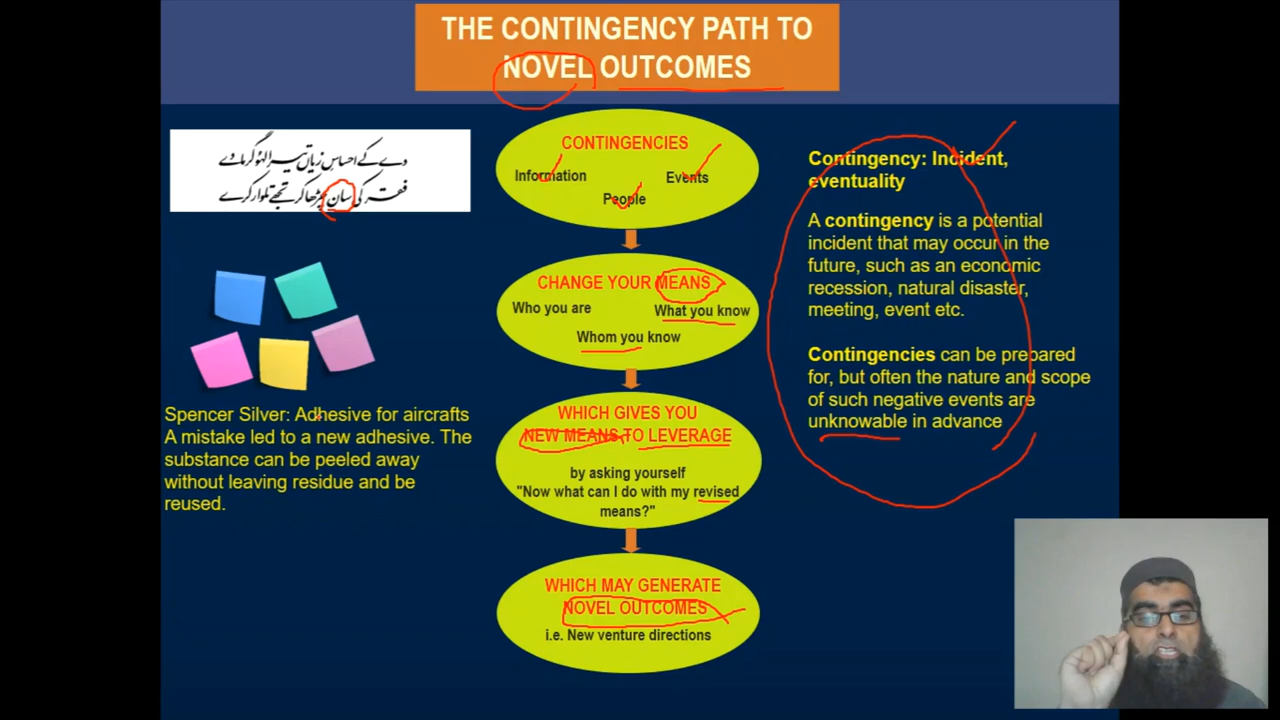 THE CONTINGENCY PATH TO
NOVEL OUTCOMES
دے کے احساسِ زیاں تیرا لہو گرما دے
فقر کی سان چڑھا کر تجھے تلوار کرے
Spencer Silver: Adhesive for aircrafts
A mistake led to a new adhesive. The
substance can be peeled away
without leaving residue and be
reused.
CONTINGENCIES
Information
Events
People
CHANGE YOUR MEANS
Who you are
What you know
Whom you know
WHICH GIVES YOU
NEW MEANS TO LEVERAGE
by asking yourself
"Now what can I do with my revised
means?"
WHICH MAY GENERATE
NOVEL OUTCOMES
i.e. New venture directions
Contingency: Incident,
eventuality
A contingency is a potential
incident that may occur in the
future, such as an economic
recession, natural disaster,
meeting, event etc.
Contingencies can be prepared
for, but often the nature and scope
of such negative events are
unknowable in advance